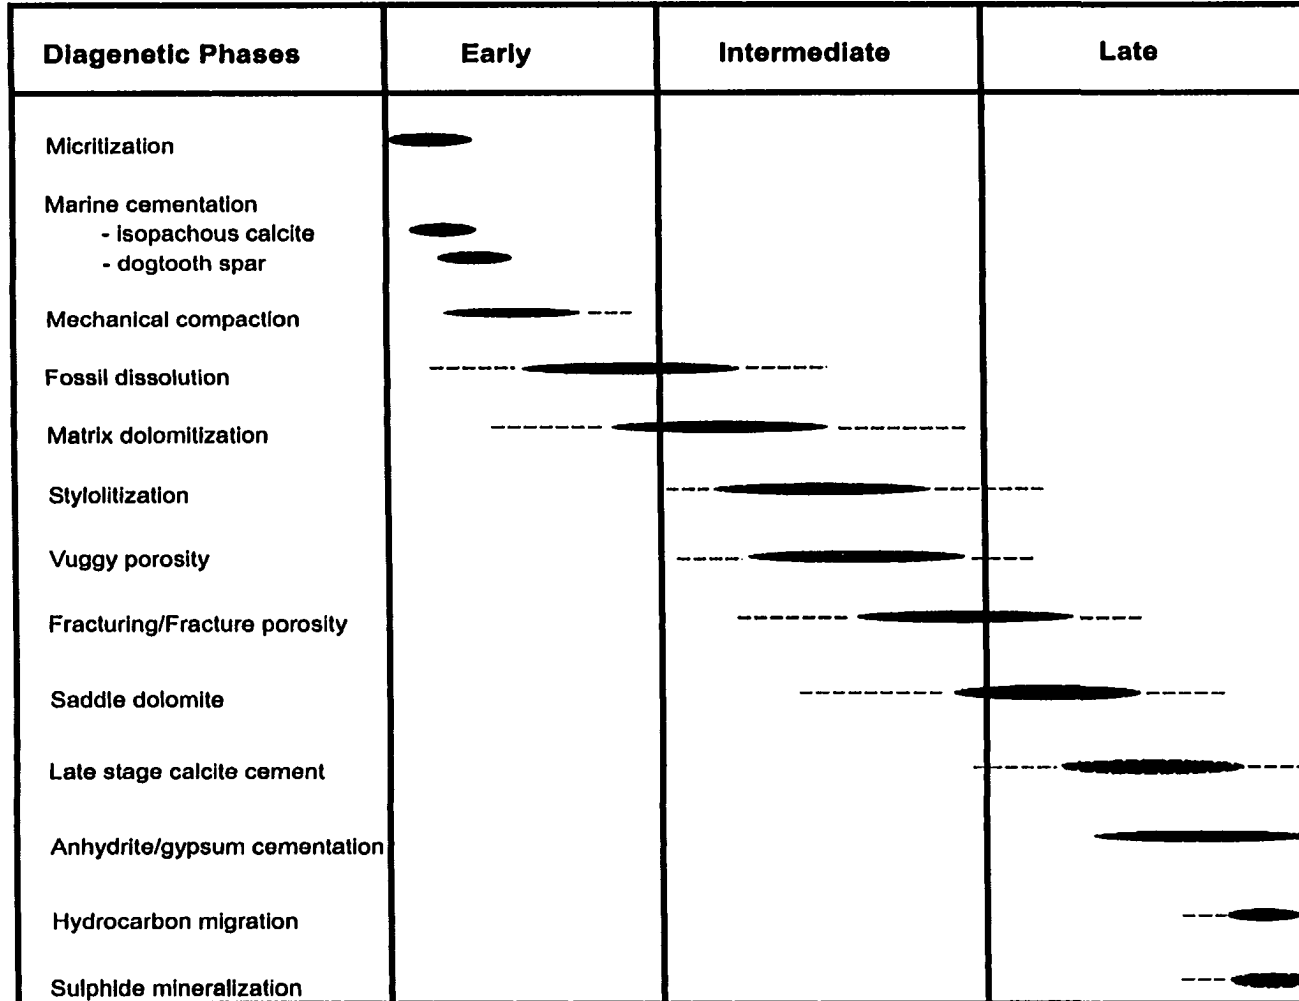 Diagenetic Phases Early Intermediate Late
Micritization
Marine cementation
- isopachous calcite
- dogtooth spar
Mechanical compaction
Fossil dissolution
Matrix dolomitization
Stylolitization
Vuggy porosity
Fracturing/Fracture porosity
Saddle dolomite
Late stage calcite cement
Anhydrite/gypsum cementation
Hydrocarbon migration
Sulphide mineralization